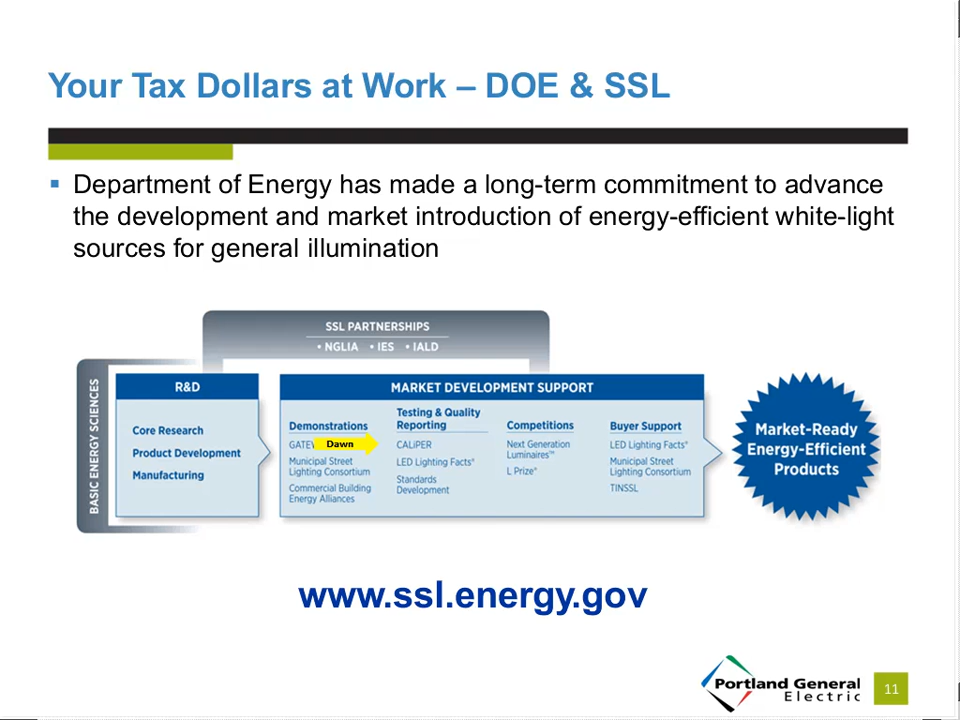 Your Tax Dollars at Work – DOE & SSL
▪ Department of Energy has made a long-term commitment to advance
the development and market introduction of energy-efficient white-light
sources for general illumination
SSL PARTNERSHIPS
• NGLIA • IES • IALD
BASIC ENERGY SCIENCES
R&D
Core Research
Product Development
Manufacturing
MARKET DEVELOPMENT SUPPORT
Demonstrations
Dawn
Municipal Street
Lighting Consortium
Commercial Building
Energy Alliances
Testing & Quality
Reporting
CALiPER
LED Lighting Facts®
Standards
Development
Competitions
Next Generation
Luminaires™
L Prize®
Buyer Support
LED Lighting Facts®
Municipal Street
Lighting Consortium
TINSSL
Market-Ready
Energy-Efficient
Products
www.ssl.energy.gov
Portland General
Electric
11